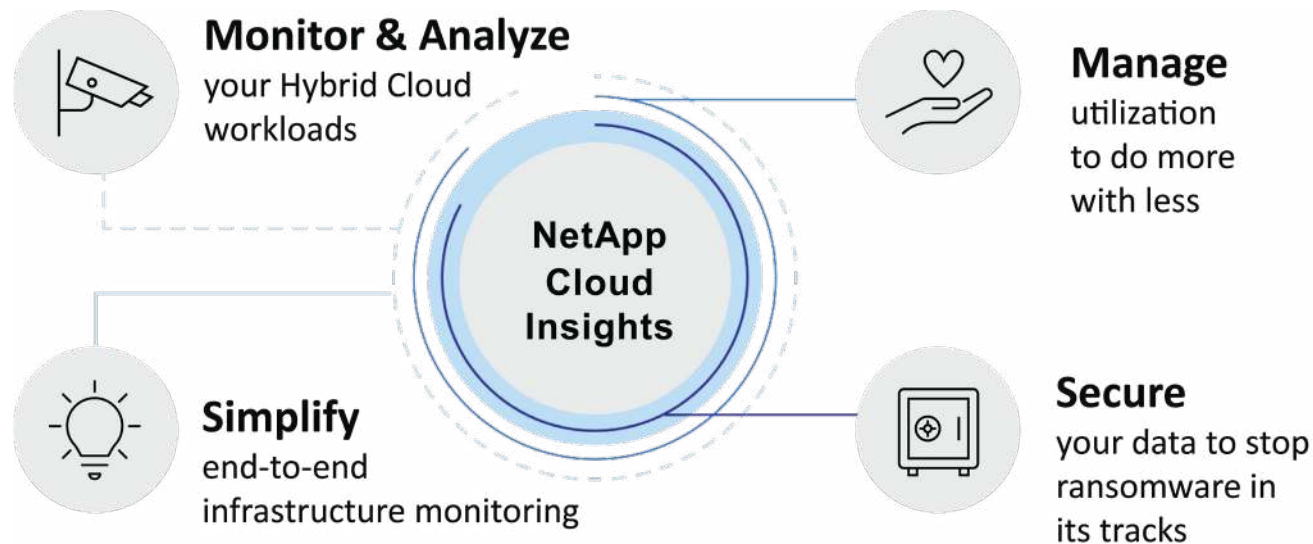 Monitor & Analyze
your Hybrid Cloud
workloads
Manage
utilization
to do more
with less
NetApp
Cloud
Insights
Simplify
end-to-end
infrastructure monitoring
Secure
your data to stop
ransomware in
its tracks